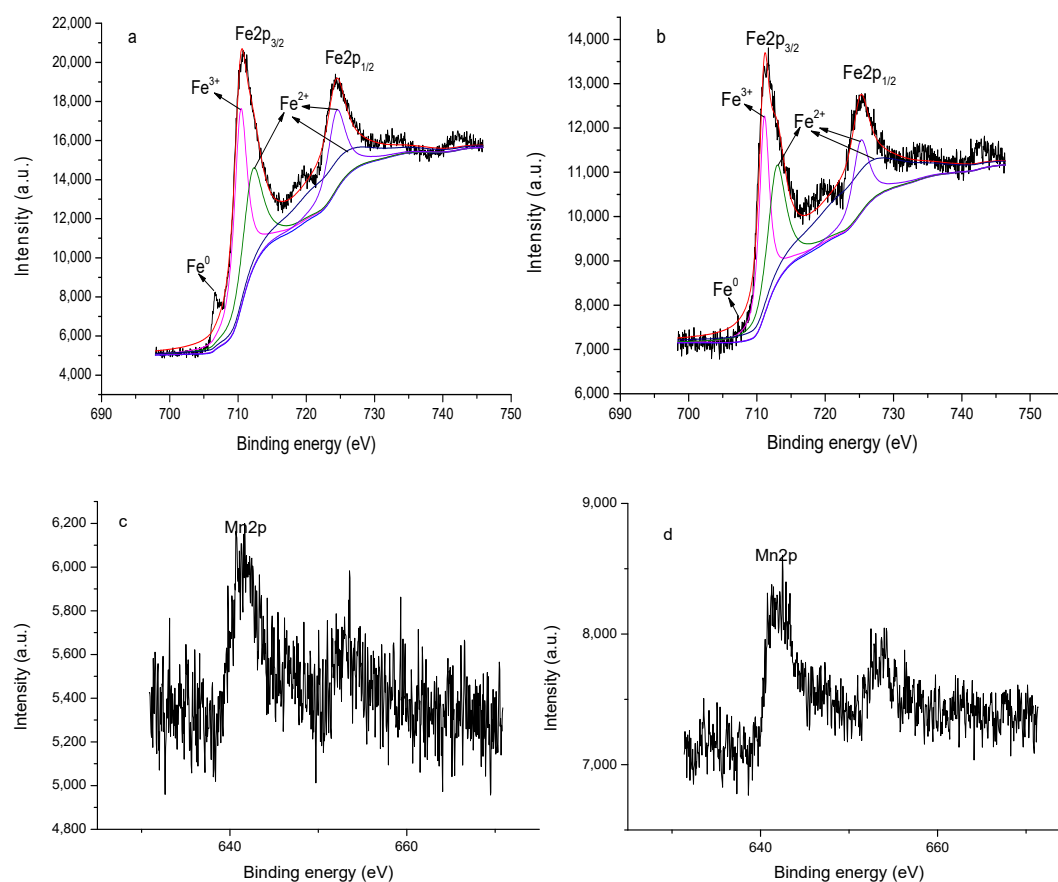 a
Fe2p3/2
Fe2p1/2
Fe3+
Fe2+
Fe0
22,000
20,000
18,000
16,000
14,000
12,000
10,000
8,000
6,000
4,000
Intensity (a.u.)
690 700 710 720 730 740 750
Binding energy (eV)
b
Fe2p3/2
Fe2p1/2
Fe3+
Fe2+
Fe0
14,000
13,000
12,000
11,000
10,000
9,000
8,000
7,000
6,000
Intensity (a.u.)
690 700 710 720 730 740 750
Binding energy (eV)
c
Mn2p
6,200
6,000
5,800
5,600
5,400
5,200
5,000
4,800
Intensity (a.u.)
640 660
Binding energy (eV)
d
Mn2p
9,000
8,000
7,000
Intensity (a.u.)
640 660
Binding energy (eV)